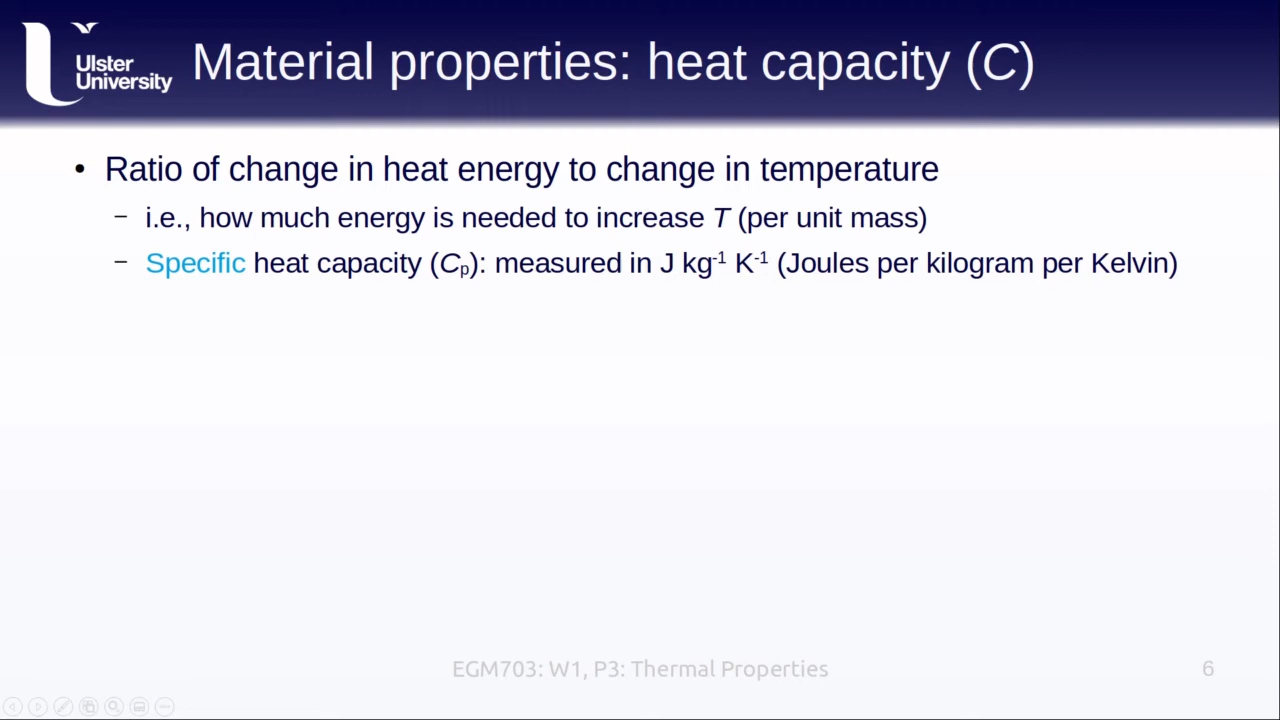 Ulster
University
Material properties: heat capacity (C)
• Ratio of change in heat energy to change in temperature
– i.e., how much energy is needed to increase T (per unit mass)
– Specific heat capacity (Cₚ): measured in J kg⁻¹ K⁻¹ (Joules per kilogram per Kelvin)
EGM703: W1, P3: Thermal Properties
6